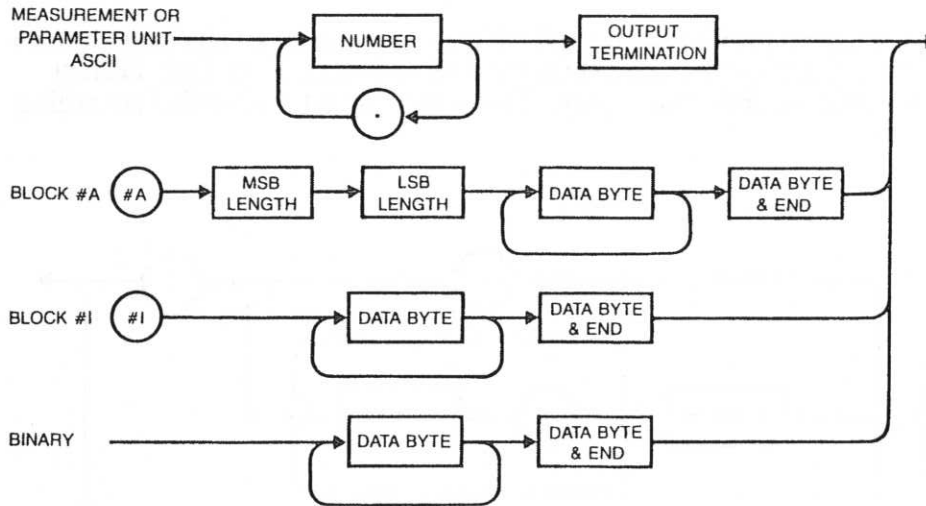 MEASUREMENT OR
PARAMETER UNIT
ASCII
NUMBER
OUTPUT
TERMINATION
.
BLOCK #A
#A
MSB
LENGTH
LSB
LENGTH
DATA BYTE
DATA BYTE
& END
BLOCK #I
#I
DATA BYTE
DATA BYTE
& END
BINARY
DATA BYTE
DATA BYTE
& END